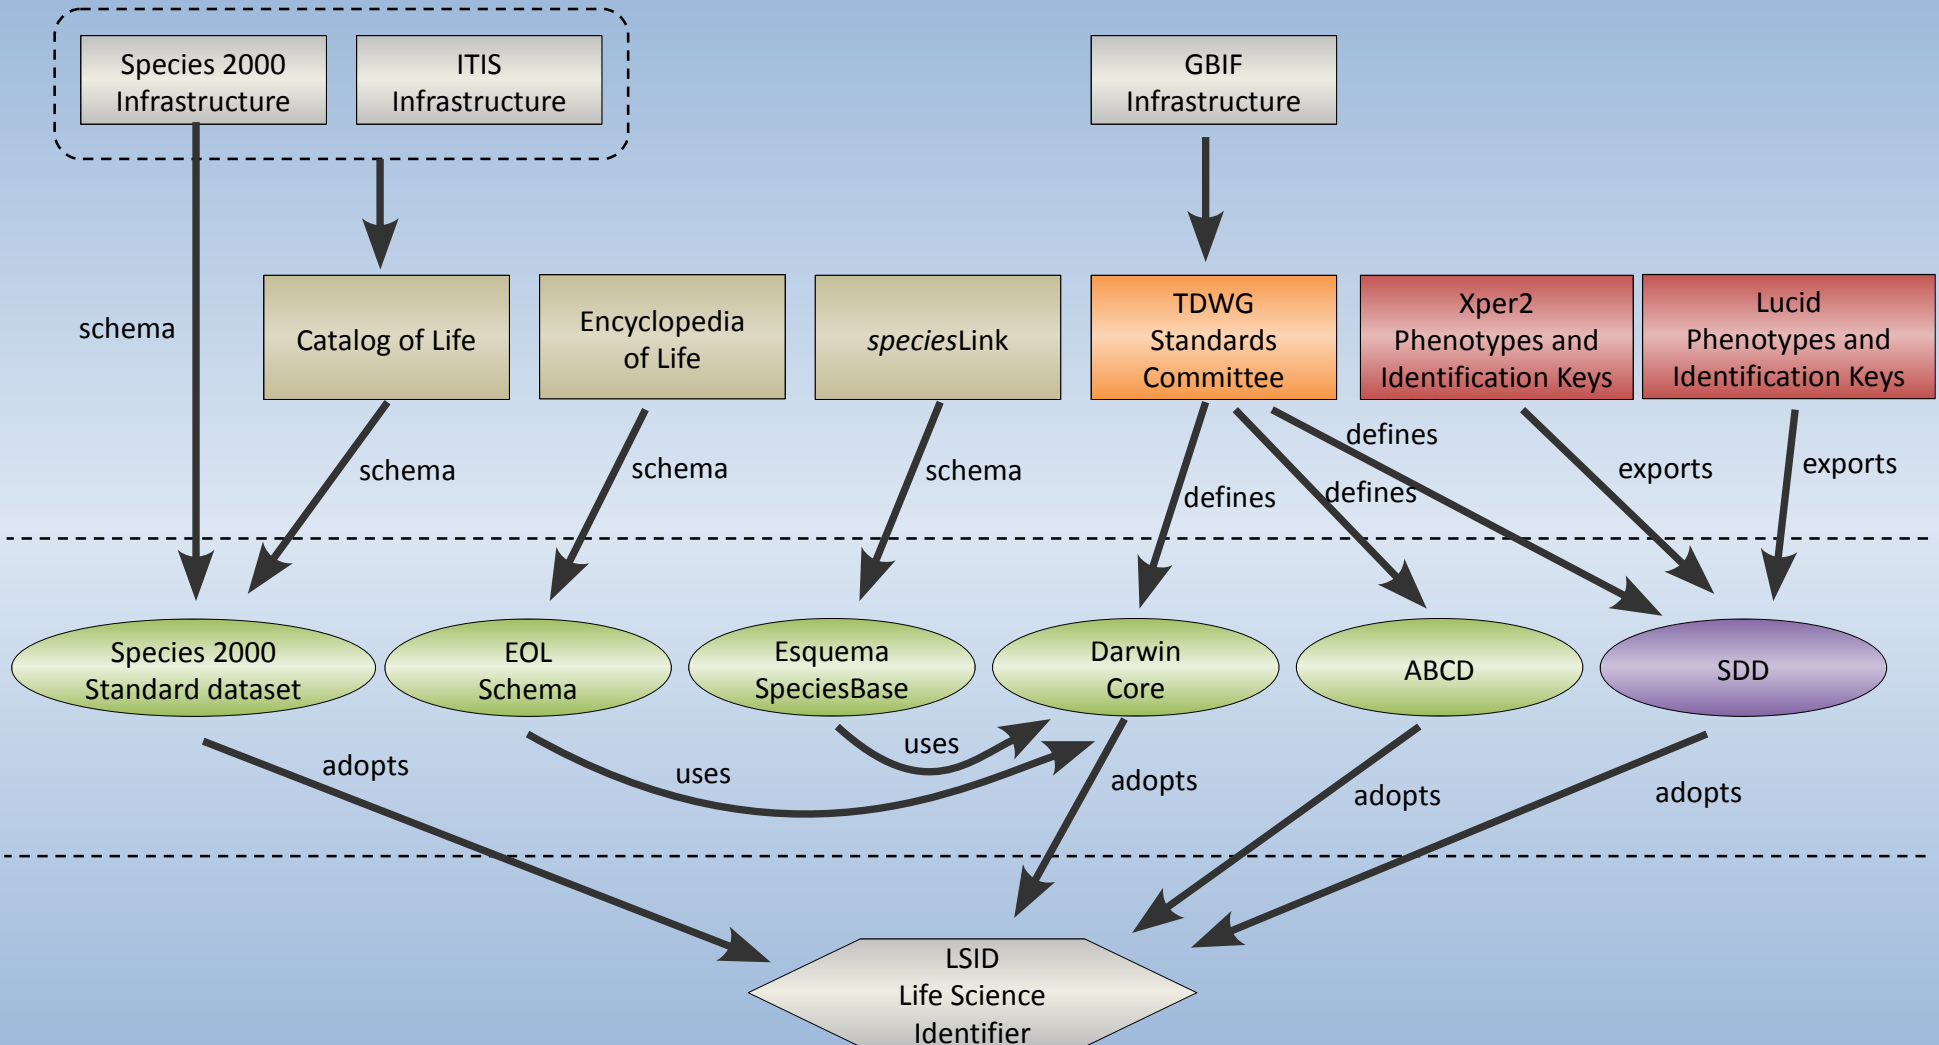 Species 2000
Infrastructure
ITIS
Infrastructure
GBIF
Infrastructure
schema
Catalog of Life
Encyclopedia
of Life
speciesLink
TDWG
Standards
Committee
Xper2
Phenotypes and
Identification Keys
Lucid
Phenotypes and
Identification Keys
schema
schema
schema
defines
defines
defines
exports
exports
Species 2000
Standard dataset
EOL
Schema
Esquema
SpeciesBase
Darwin
Core
ABCD
SDD
adopts
uses
uses
adopts
adopts
adopts
LSID
Life Science
Identifier